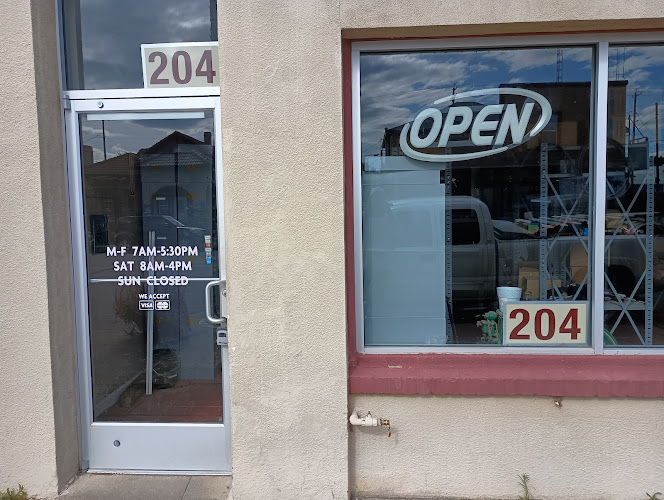 204
M-F 7AM-5:30PM
SAT 8AM-4PM
SUN CLOSED
WE ACCEPT
VISA
OPEN
204